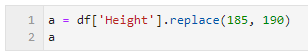 1 a = df['Height'].replace(185, 190)
2 a